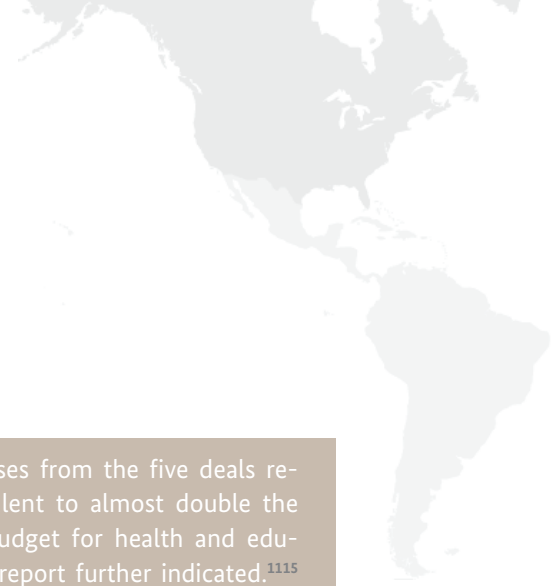 ses from the five deals re-
lent to almost double the
udget for health and edu-
report further indicated.1115